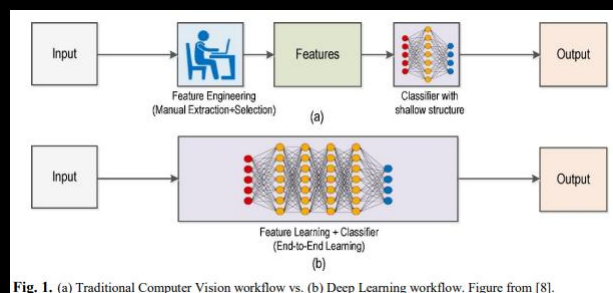 Input
Features
Output
Feature Engineering
(Manual Extraction+Selection)
Classifier with
shallow structure
(a)
Input
Output
Feature Learning + Classifier
(End-to-End Learning)
(b)
Fig. 1. (a) Traditional Computer Vision workflow vs. (b) Deep Learning workflow. Figure from [8].